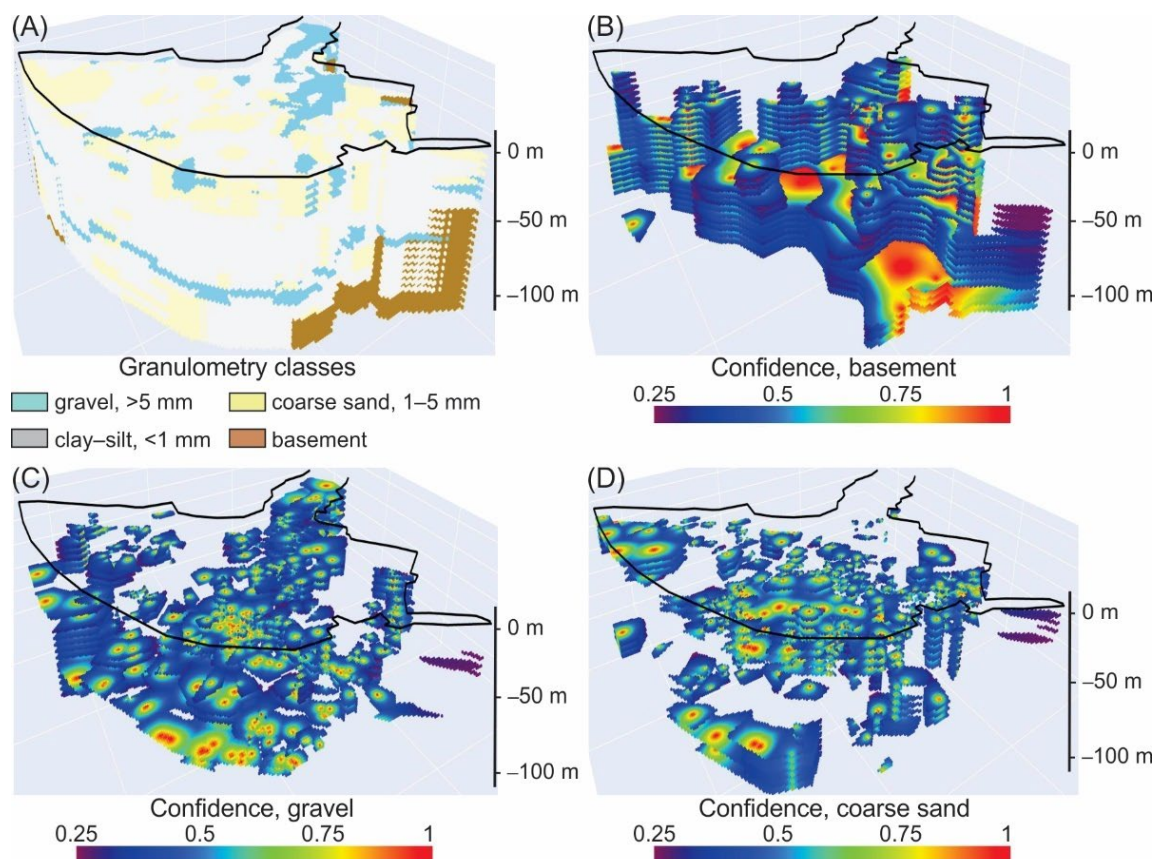 (A)
0 m
–50 m
–100 m
Granulometry classes
gravel, >5 mm
coarse sand, 1–5 mm
clay–silt, <1 mm
basement
(B)
0 m
–50 m
–100 m
Confidence, basement
0.25 0.5 0.75 1
(C)
0 m
–50 m
–100 m
Confidence, gravel
0.25 0.5 0.75 1
(D)
0 m
–50 m
–100 m
Confidence, coarse sand
0.25 0.5 0.75 1